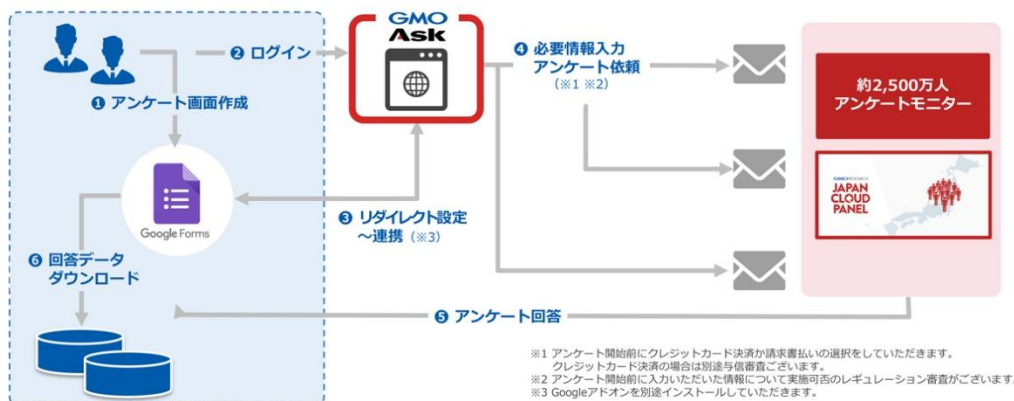 GMO
Ask
❷ ログイン
❶ アンケート画面作成
Google Forms
❸ リダイレクト設定
～連携（※3）
❹ 必要情報入力
アンケート依頼
（※1 ※2）
約2,500万人
アンケートモニター
JAPAN
CLOUD
PANEL
❻ 回答データ
ダウンロード
❺ アンケート回答
※1 アンケート開始前にクレジットカード決済か請求書払いの選択をしていただきます。
クレジットカード決済の場合は別途与信審査ございます。
※2 アンケート開始前に入力いただいた情報について実施可否のレギュレーション審査がございます。
※3 Googleアドオンを別途インストールしていただきます。